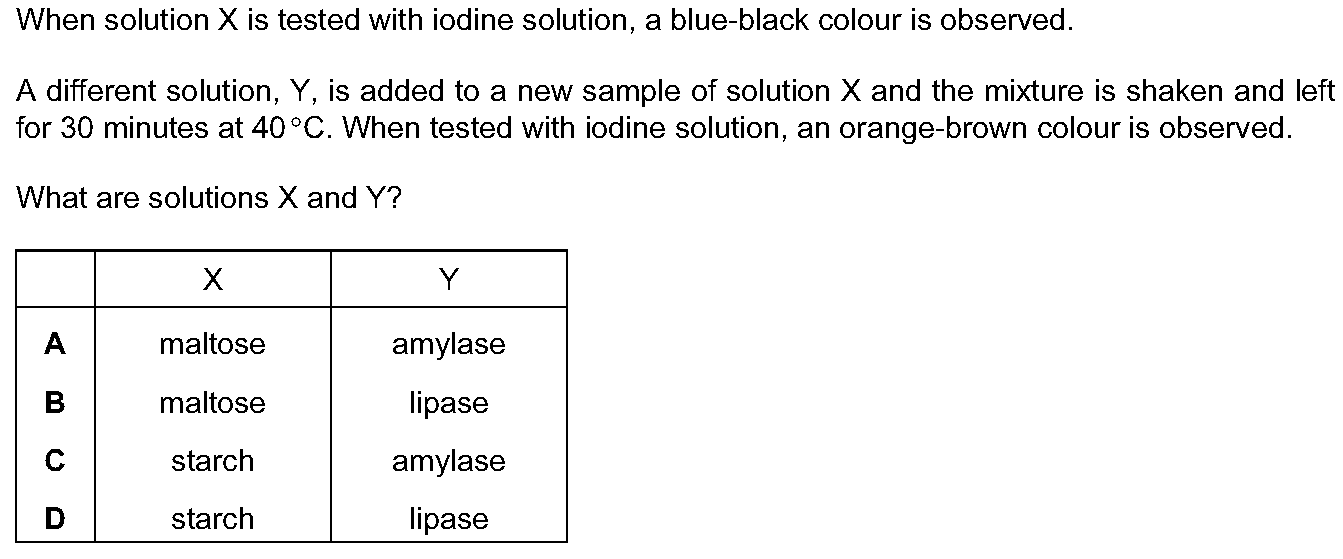 When solution X is tested with iodine solution, a blue-black colour is observed.
A different solution, Y, is added to a new sample of solution X and the mixture is shaken and left
for 30 minutes at 40 °C. When tested with iodine solution, an orange-brown colour is observed.
What are solutions X and Y?
X Y
A maltose amylase
B maltose lipase
C starch amylase
D starch lipase